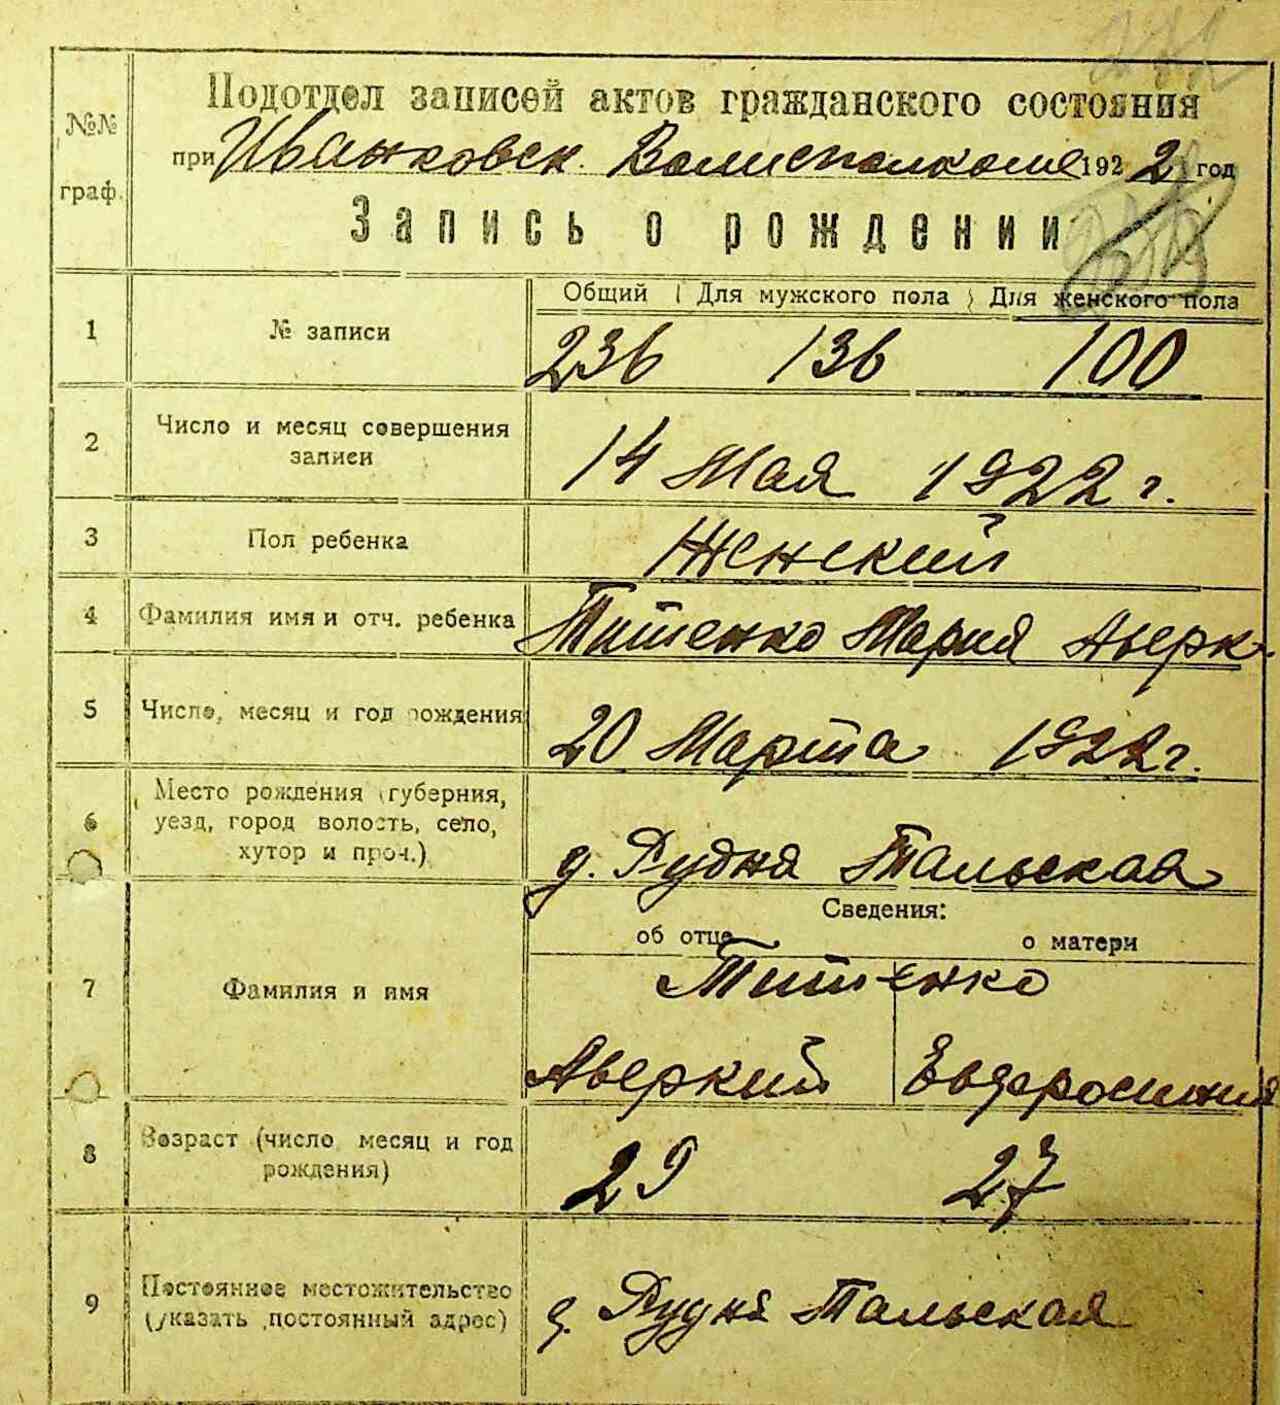 №№ граф.
Подотдел записей актов гражданского состояния
при Иванковск. Волисполкоме 1922 год
Запись о рождении
Общий Для мужского пола Для женского пола
1 № записи 236 136 100
2 Число и месяц совершения
записи 14 Мая 1922 г.
3 Пол ребенка Женский
4 Фамилия имя и отч. ребенка Титенко Мария Аверк.
5 Число, месяц и год рождения 20 Марта 1922 г.
Место рождения (губерния,
6 уезд, город волость, село,
хутор и проч.) д. Рудня Тальская
Сведения:
об отце о матери
Титенко
7 Фамилия и имя
Аверкий Евфросиния
8 Возраст (число месяц и год
рождения) 29 27
9 Постоянное местожительство
(указать постоянный адрес) д. Рудня Тальская